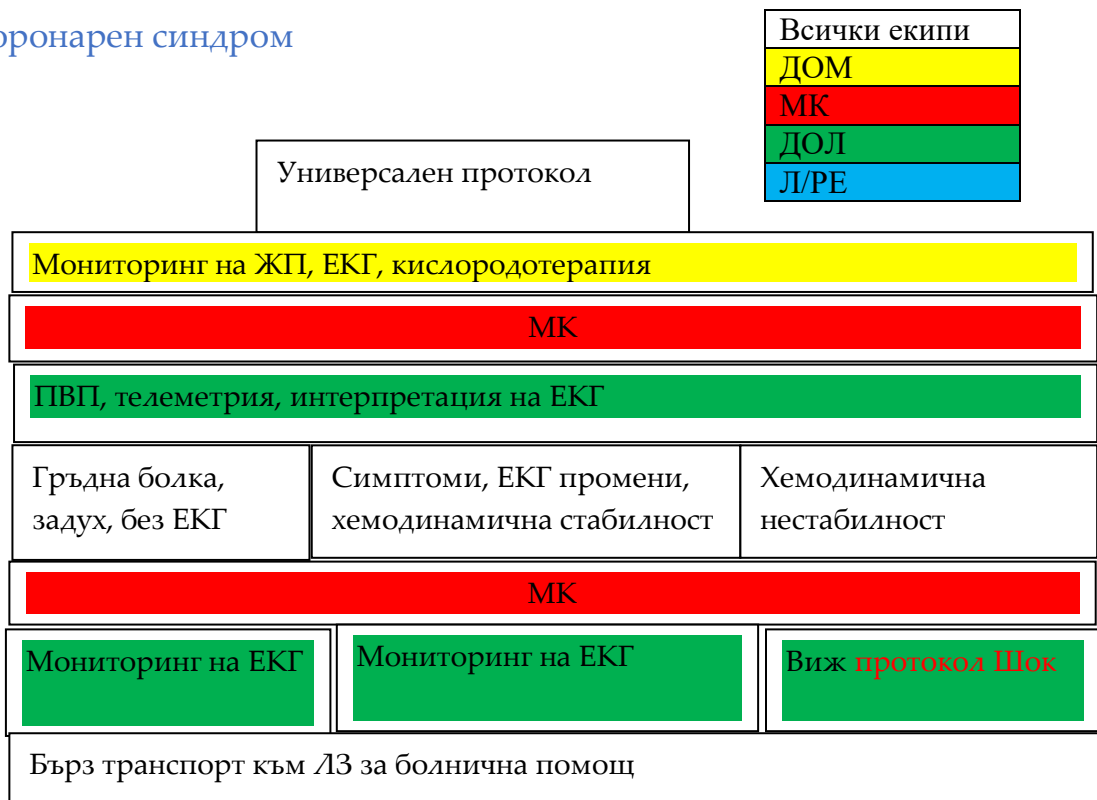 оронарен синдром
Всички екипи
ДОМ
МК
ДОЛ
Л/РЕ
Универсален протокол
Мониторинг на ЖП, ЕКГ, кислородотерапия
МК
ПВП, телеметрия, интерпретация на ЕКГ
Гръдна болка,
задух, без ЕКГ
Симптоми, ЕКГ промени,
хемодинамична стабилност
Хемодинамична
нестабилност
МК
Мониторинг на ЕКГ
Мониторинг на ЕКГ
Виж протокол Шок
Бърз транспорт към ЛЗ за болнична помощ